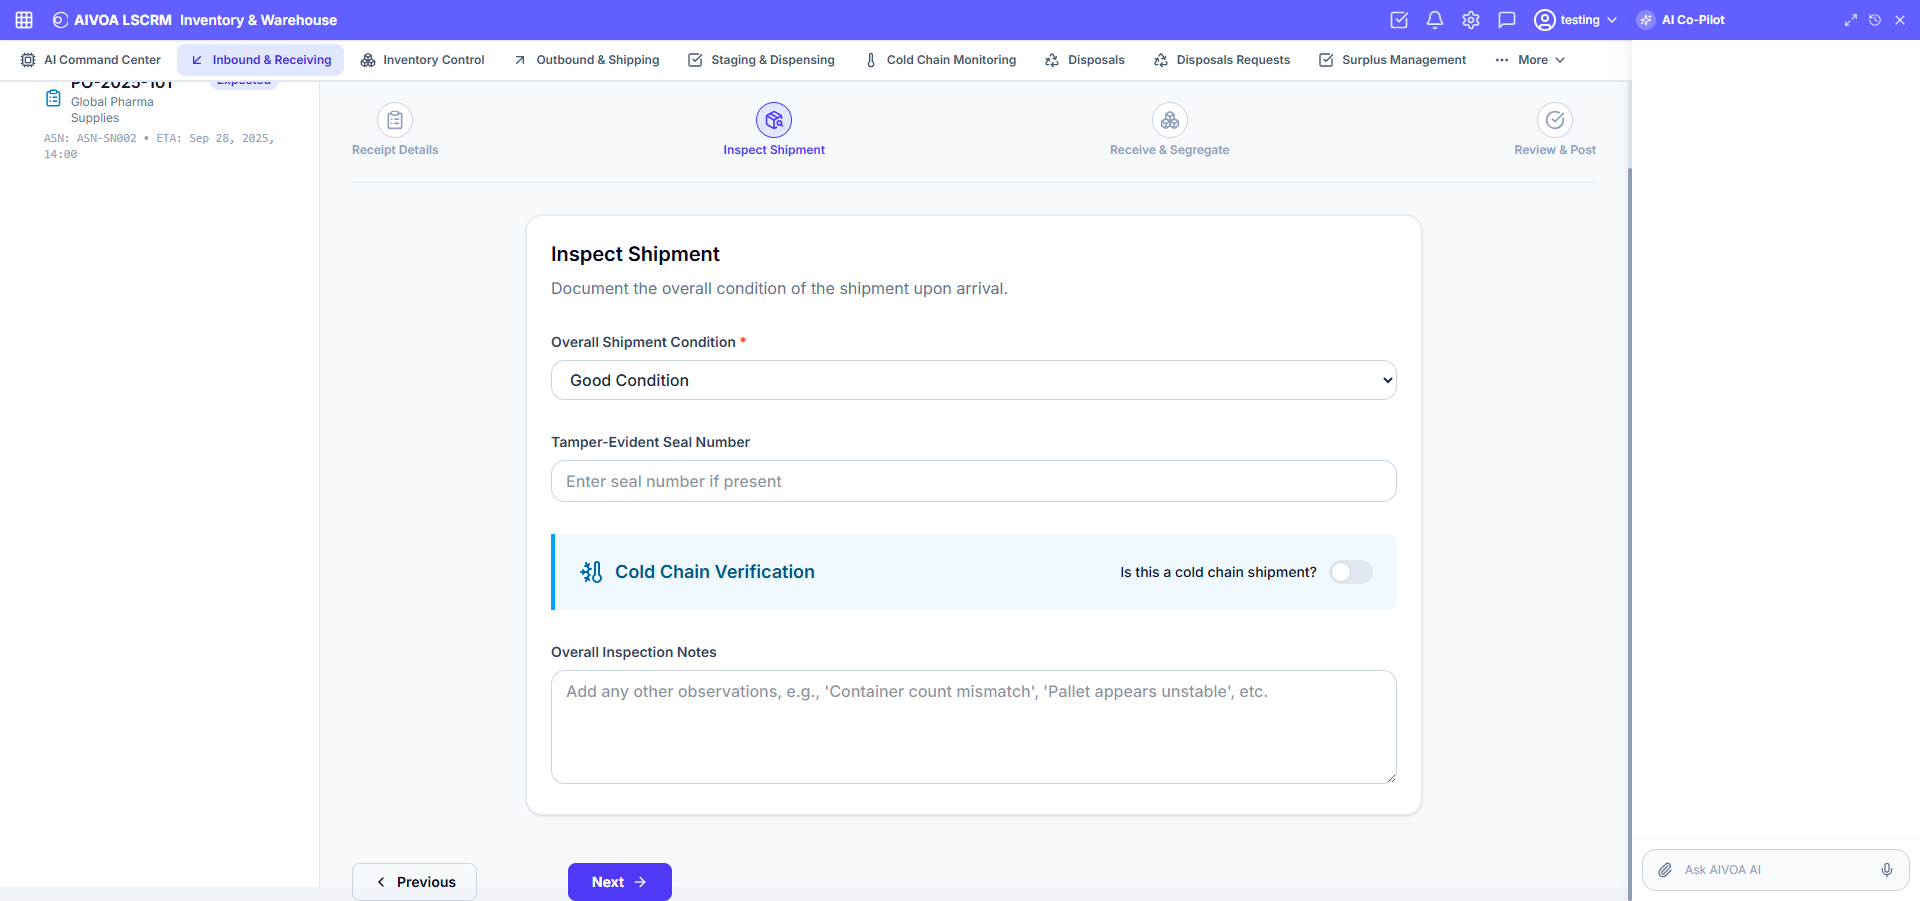 AIVOA LSCRM Inventory & Warehouse
testing
AI Co-Pilot
AI Command Center
Inbound & Receiving
Inventory Control
Outbound & Shipping
Staging & Dispensing
Cold Chain Monitoring
Disposals
Disposals Requests
Surplus Management
More
PO-2025-101
Expected
Global Pharma
Supplies
ASN: ASN-SN002 • ETA: Sep 28, 2025,
14:00
Receipt Details
Inspect Shipment
Receive & Segregate
Review & Post
Inspect Shipment
Document the overall condition of the shipment upon arrival.
Overall Shipment Condition *
Good Condition
Tamper-Evident Seal Number
Enter seal number if present
Cold Chain Verification
Is this a cold chain shipment?
Overall Inspection Notes
Add any other observations, e.g., 'Container count mismatch', 'Pallet appears unstable', etc.
Previous
Next
Ask AIVOA AI